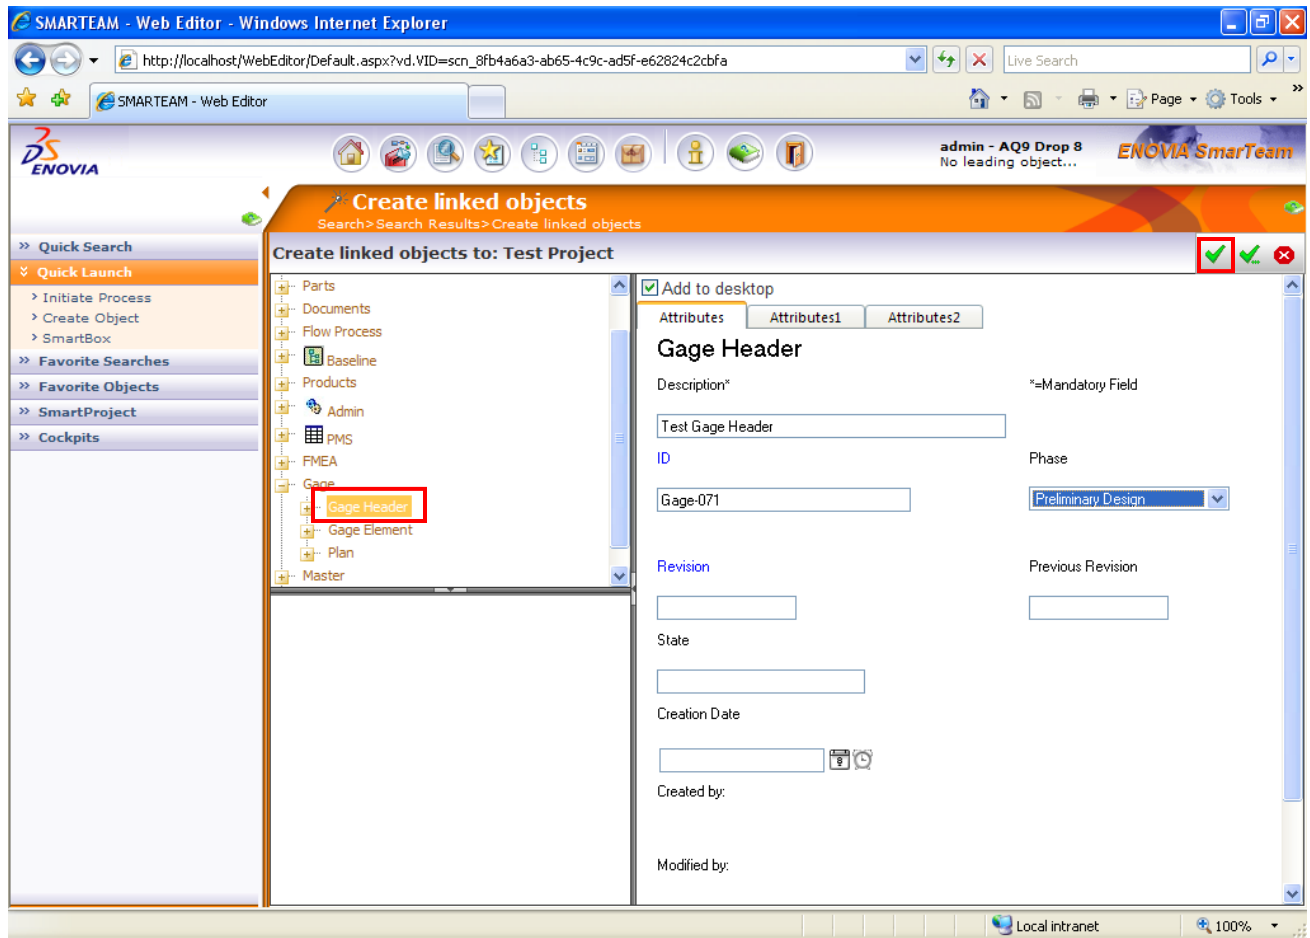 SMARTEAM - Web Editor - Windows Internet Explorer
http://localhost/WebEditor/Default.aspx?vd.VID=scn_8fb4a6a3-ab65-4c9c-ad5f-e62824c2cbfa
Live Search
SMARTEAM - Web Editor
Page
Tools
ENOVIA
admin - AQ9 Drop 8
No leading object...
ENOVIA SmarTeam
Create linked objects
Search>Search Results>Create linked objects
Create linked objects to: Test Project
Quick Search
Quick Launch
Initiate Process
Create Object
SmartBox
Favorite Searches
Favorite Objects
SmartProject
Cockpits
Parts
Documents
Flow Process
Baseline
Products
Admin
PMS
FMEA
Gage
Gage Header
Gage Element
Plan
Master
Add to desktop
Attributes Attributes1 Attributes2
Gage Header
Description* *=Mandatory Field
Test Gage Header
ID Phase
Gage-071 Preliminary Design
Revision Previous Revision
State
Creation Date
Created by:
Modified by:
Local intranet
100%